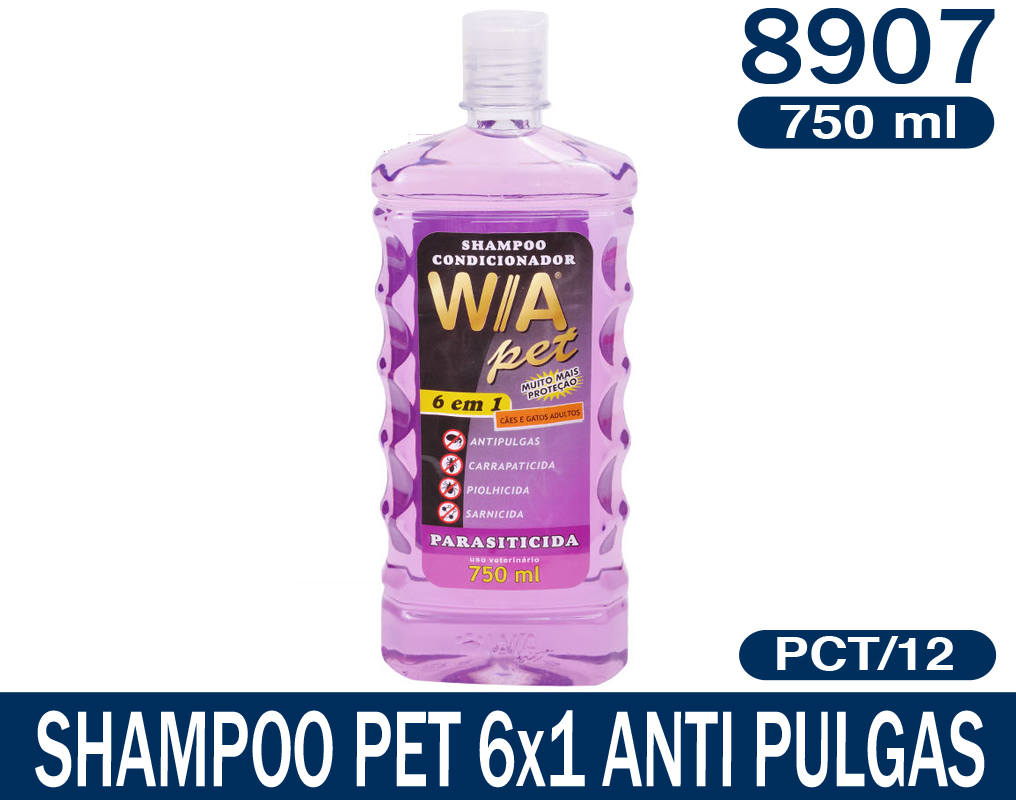 8907
750 ml
SHAMPOO
CONDICIONADOR
W//A®
pet
MUITO MAIS
PROTEÇÃO
6 em 1
CÃES E GATOS ADULTOS
ANTIPULGAS
CARRAPATICIDA
PIOLHICIDA
SARNICIDA
PARASITICIDA
uso veterinário
750 ml
PCT/12
SHAMPOO PET 6x1 ANTI PULGAS